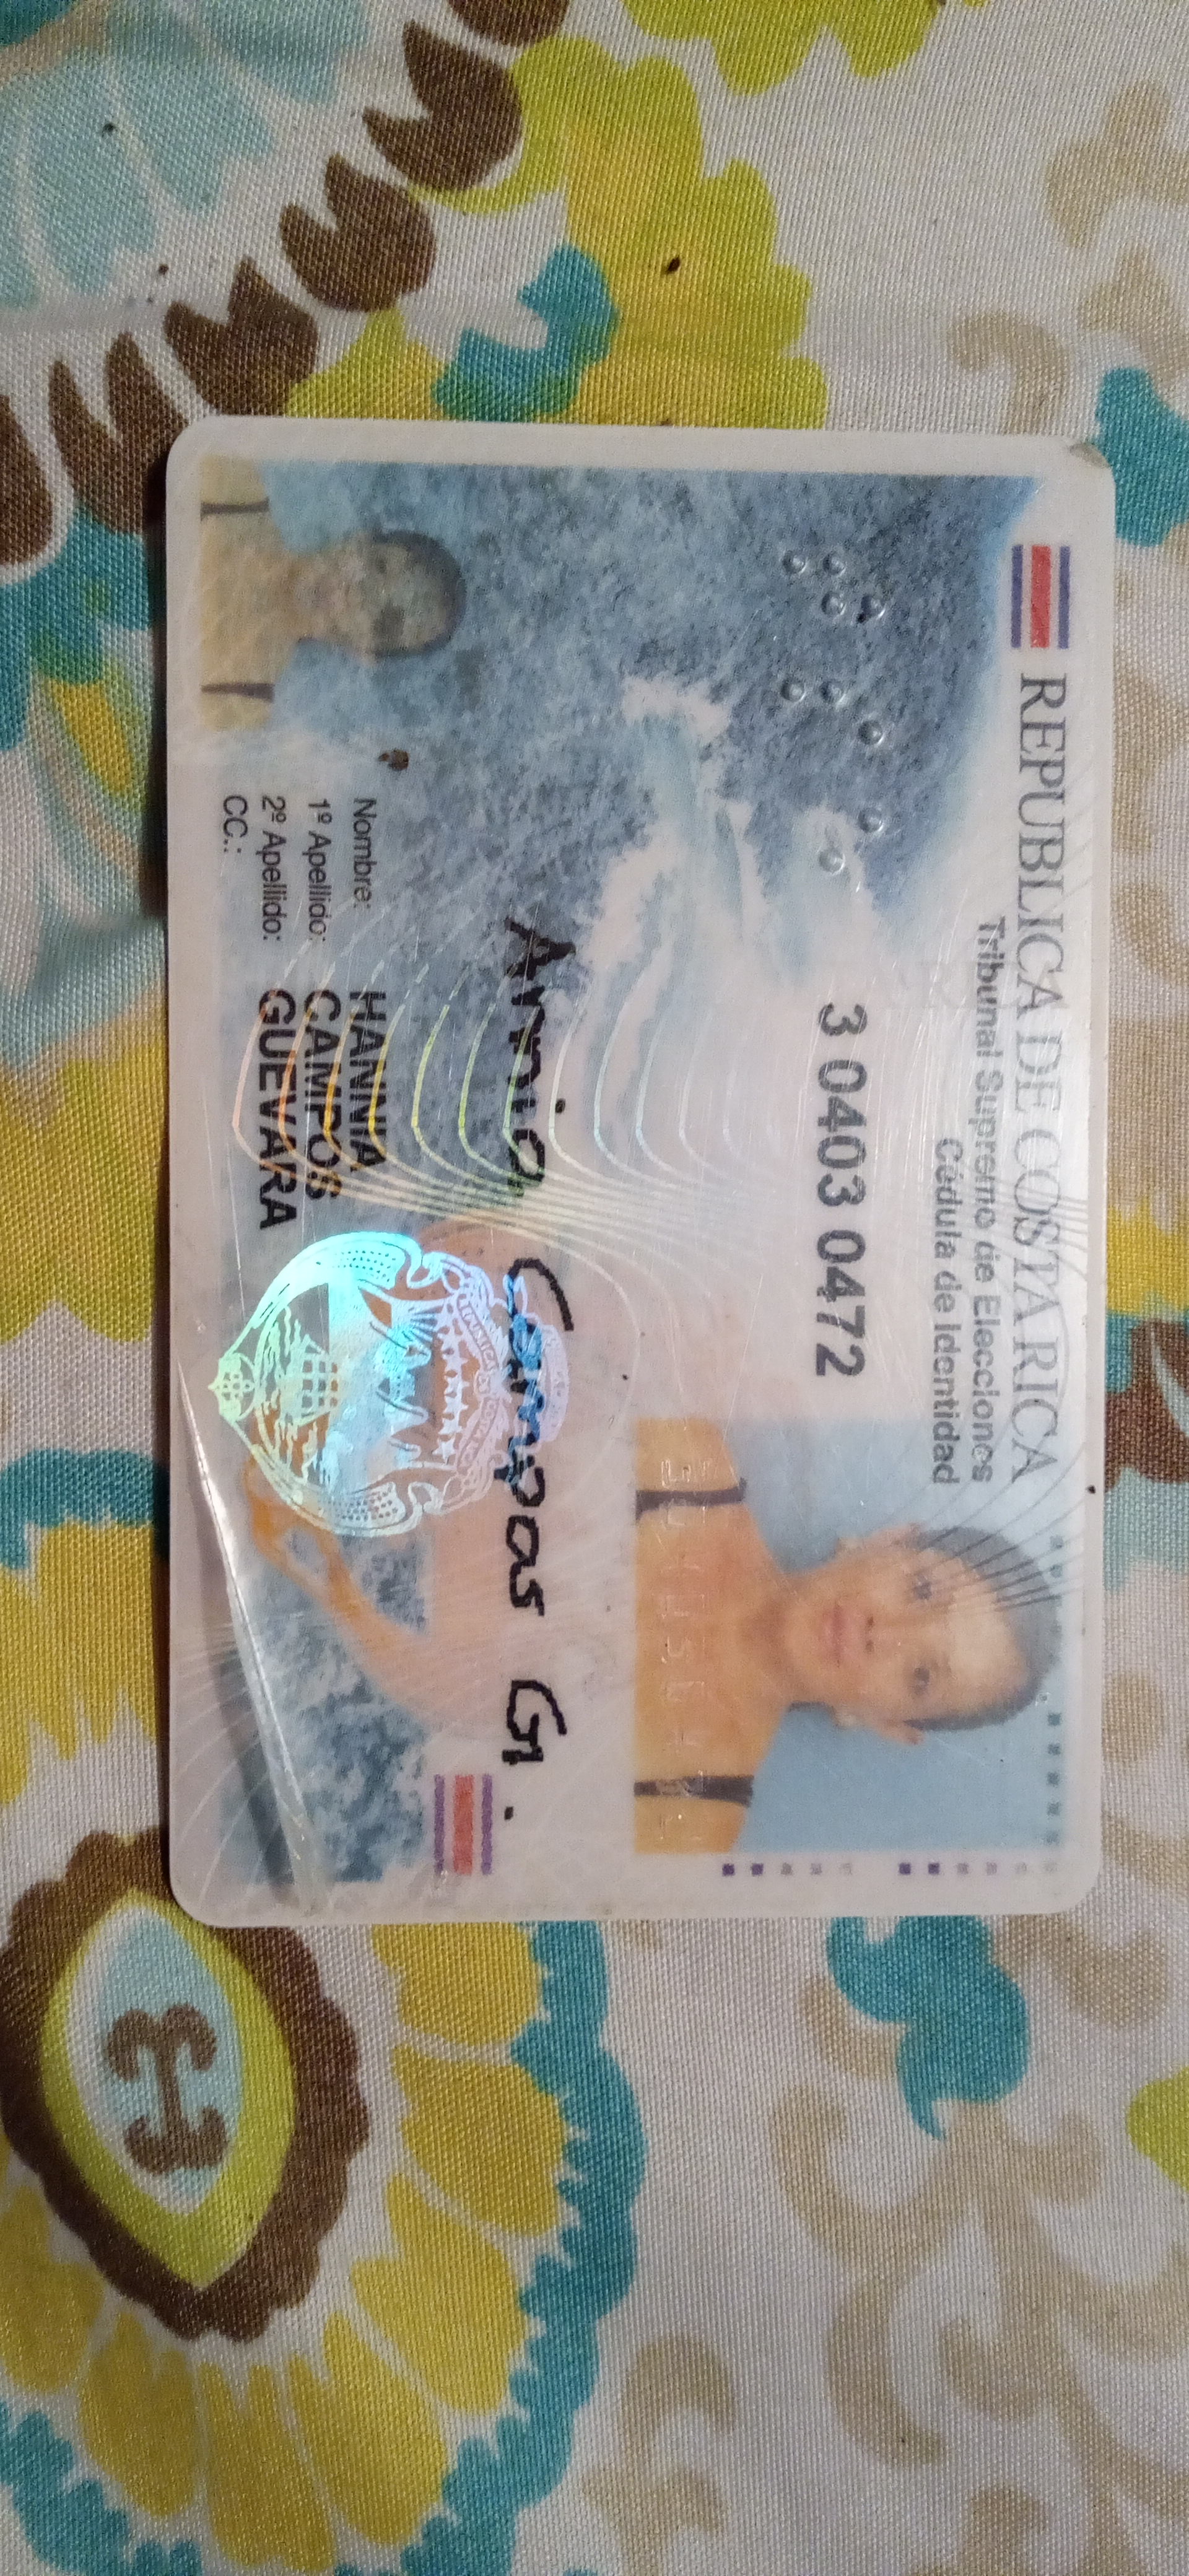 REPUBLICA DE COSTA RICA
Tribunal Supremo de Elecciones
Cédula de Identidad
3 0403 0472
Annia Campos G.
Nombre: HANNIA
1º Apellido: CAMPOS
2º Apellido: GUEVARA
CC.: